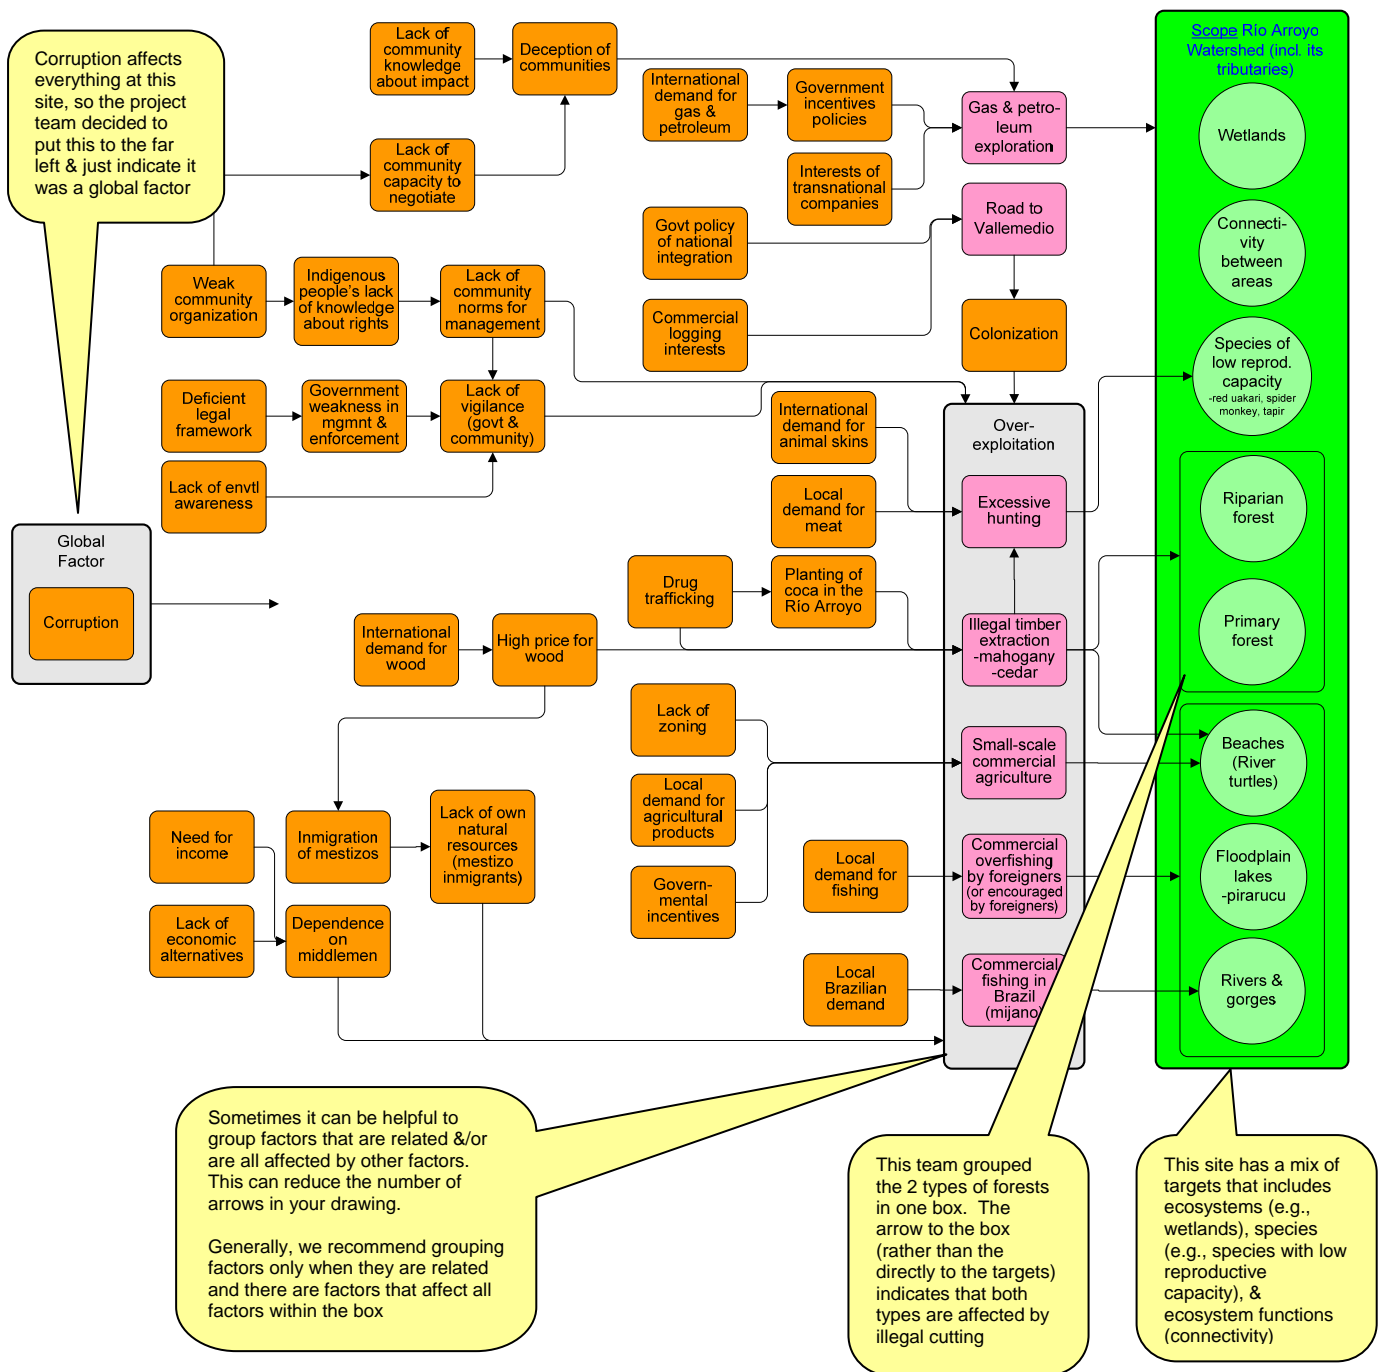 Corruption affects
everything at this
site, so the project
team decided to
put this to the far
left & just indicate it
was a global factor
Lack of
community
knowledge
about impact
Deception of
communities
International
demand for
gas &
petroleum
Government
incentives
policies
Gas & petro-
leum
exploration
Lack of
community
capacity to
negotiate
Interests of
transnational
companies
Govt policy
of national
integration
Road to
Vallemedio
Weak
community
organization
Indigenous
people's lack
of knowledge
about rights
Lack of
community
norms for
management
Commercial
logging
interests
Colonization
Deficient
legal
framework
Government
weakness in
mgmnt &
enforcement
Lack of
vigilance
(govt &
community)
Lack of envtl
awareness
International
demand for
animal skins
Local
demand for
meat
Over-
exploitation
Excessive
hunting
Global
Factor
Corruption
Drug
trafficking
Planting of
coca in the
Río Arroyo
International
demand for
wood
High price for
wood
Illegal timber
extraction
-mahogany
-cedar
Lack of
zoning
Local
demand for
agricultural
products
Govern-
mental
incentives
Small-scale
commercial
agriculture
Need for
income
Inmigration
of mestizos
Lack of own
natural
resources
(mestizo
inmigrants)
Lack of
economic
alternatives
Dependence
on
middlemen
Local
demand for
fishing
Commercial
overfishing
by foreigners
(or encouraged
by foreigners)
Local
Brazilian
demand
Commercial
fishing in
Brazil
(mijano)
Scope Río Arroyo
Watershed (incl. its
tributaries)
Wetlands
Connecti-
vity
between
areas
Species of
low reprod.
capacity
-red uakari, spider
monkey, tapir
Riparian
forest
Primary
forest
Beaches
(River
turtles)
Floodplain
lakes
-pirarucu
Rivers &
gorges
Sometimes it can be helpful to
group factors that are related &/or
are all affected by other factors.
This can reduce the number of
arrows in your drawing.
Generally, we recommend grouping
factors only when they are related
and there are factors that affect all
factors within the box
This team grouped
the 2 types of forests
in one box. The
arrow to the box
(rather than the
directly to the targets)
indicates that both
types are affected by
illegal cutting
This site has a mix of
targets that includes
ecosystems (e.g.,
wetlands), species
(e.g., species with low
reproductive
capacity), &
ecosystem functions
(connectivity)